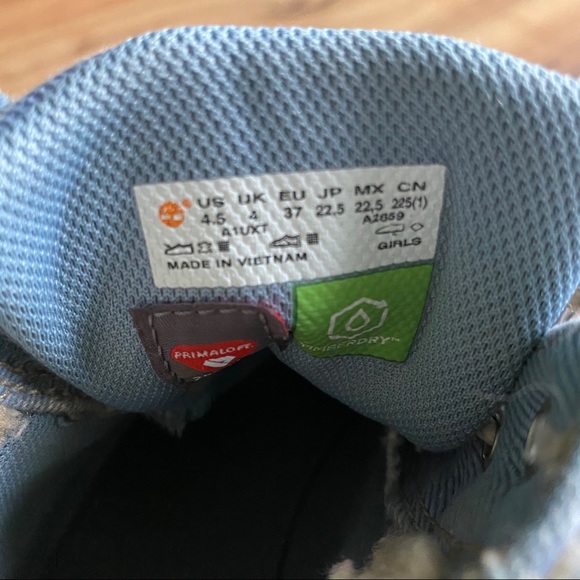 US UK EU JP MX CN
4.5 4 37 22.5 22.5 225(1)
A1UXT A2659
GIRLS
MADE IN VIETNAM
PRIMALOFT
TIMBERDRY™